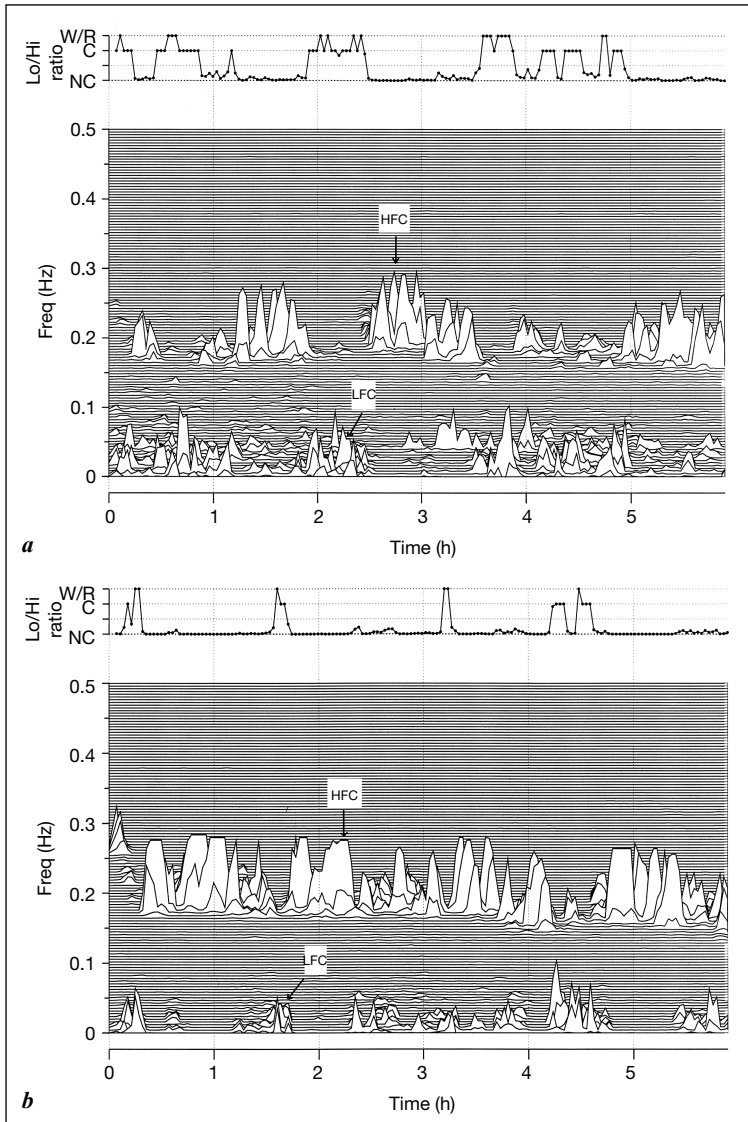 Lo/Hi
ratio
W/R
C
NC
Freq (Hz)
0.5
0.4
0.3
0.2
0.1
0
HFC
LFC
0 1 2 3 4 5
Time (h)
a
Lo/Hi
ratio
W/R
C
NC
Freq (Hz)
0.5
0.4
0.3
0.2
0.1
0
HFC
LFC
0 1 2 3 4 5
Time (h)
b